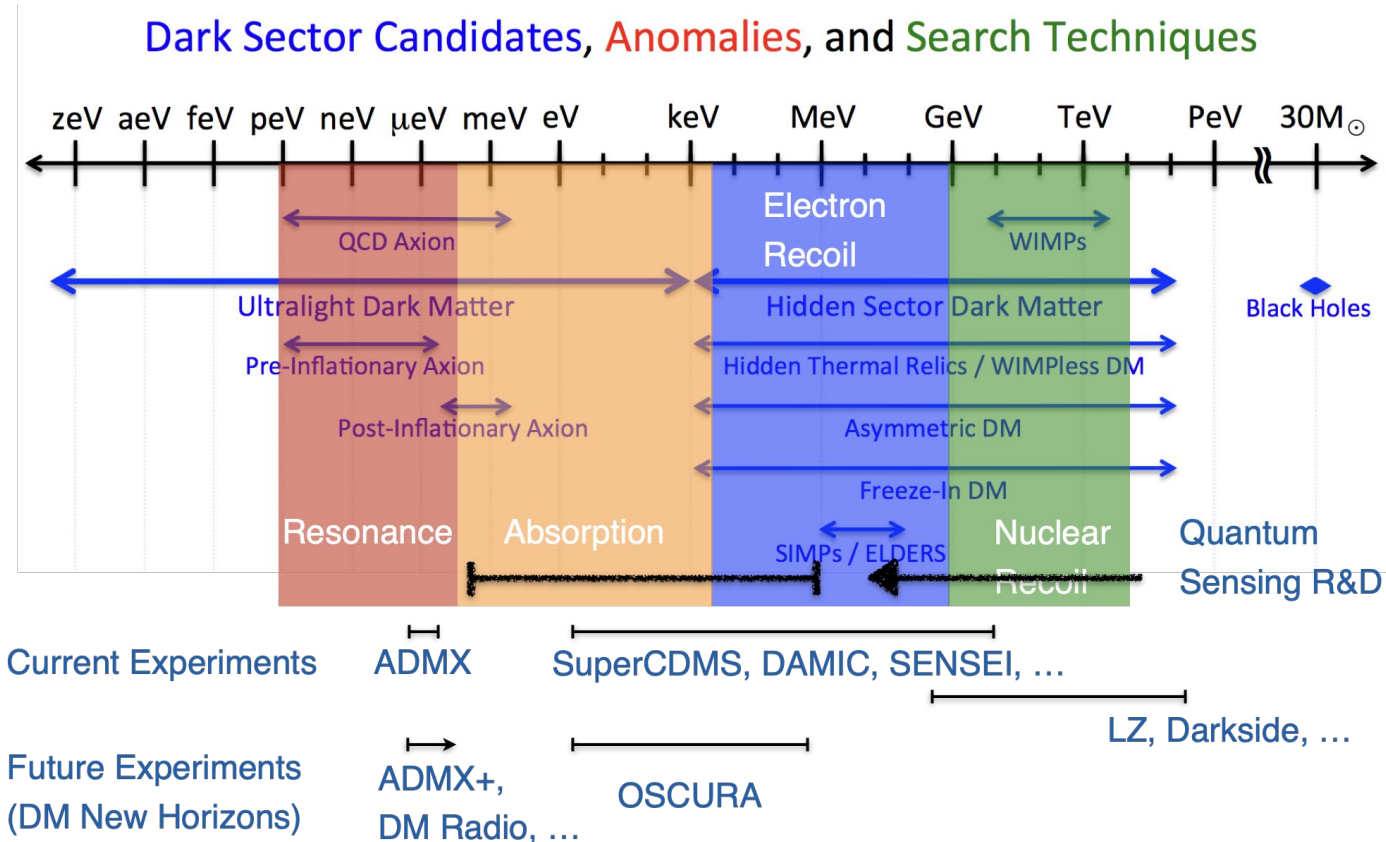 Dark Sector Candidates, Anomalies, and Search Techniques
zeV aeV feV peV neV μeV meV eV keV MeV GeV TeV PeV 30M☉
Electron
Recoil
QCD Axion
WIMPs
Ultralight Dark Matter
Hidden Sector Dark Matter
Black Holes
Pre-Inflationary Axion
Hidden Thermal Relics / WIMPless DM
Post-Inflationary Axion
Asymmetric DM
Freeze-In DM
Resonance
Absorption
SIMPs / ELDERS
Nuclear
Recoil
Quantum
Sensing R&D
Current Experiments
ADMX
SuperCDMS, DAMIC, SENSEI, …
LZ, Darkside, …
Future Experiments
(DM New Horizons)
ADMX+,
DM Radio, …
OSCURA